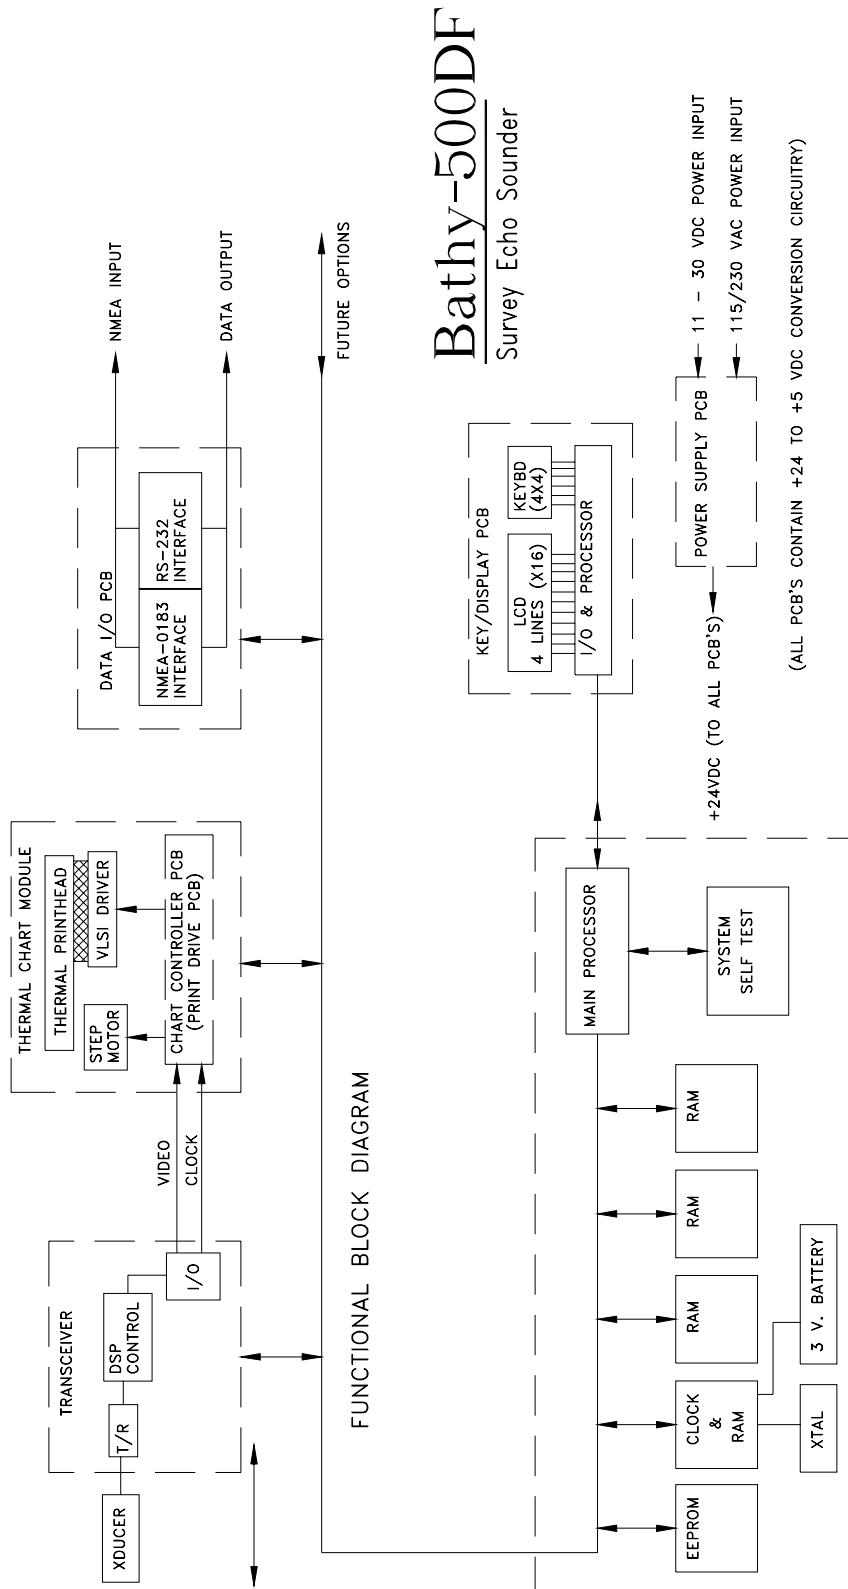 XDUCER
T/R
DSP
CONTROL
I/O
TRANSCEIVER
VIDEO
CLOCK
THERMAL CHART MODULE
THERMAL PRINTHEAD
VLSI DRIVER
STEP
MOTOR
CHART CONTROLLER PCB
(PRINT DRIVE PCB)
DATA I/O PCB
NMEA-0183
INTERFACE
RS-232
INTERFACE
NMEA INPUT
DATA OUTPUT
FUTURE OPTIONS
FUNCTIONAL BLOCK DIAGRAM
Bathy-500DF
Survey Echo Sounder
KEY/DISPLAY PCB
LCD
4 LINES (X16)
KEYBD
(4X4)
I/O & PROCESSOR
MAIN PROCESSOR
SYSTEM
SELF TEST
EEPROM
CLOCK
&
RAM
RAM
RAM
RAM
XTAL
3 V. BATTERY
POWER SUPPLY PCB
11 - 30 VDC POWER INPUT
115/230 VAC POWER INPUT
+24VDC (TO ALL PCB'S)
(ALL PCB'S CONTAIN +24 TO +5 VDC CONVERSION CIRCUITRY)